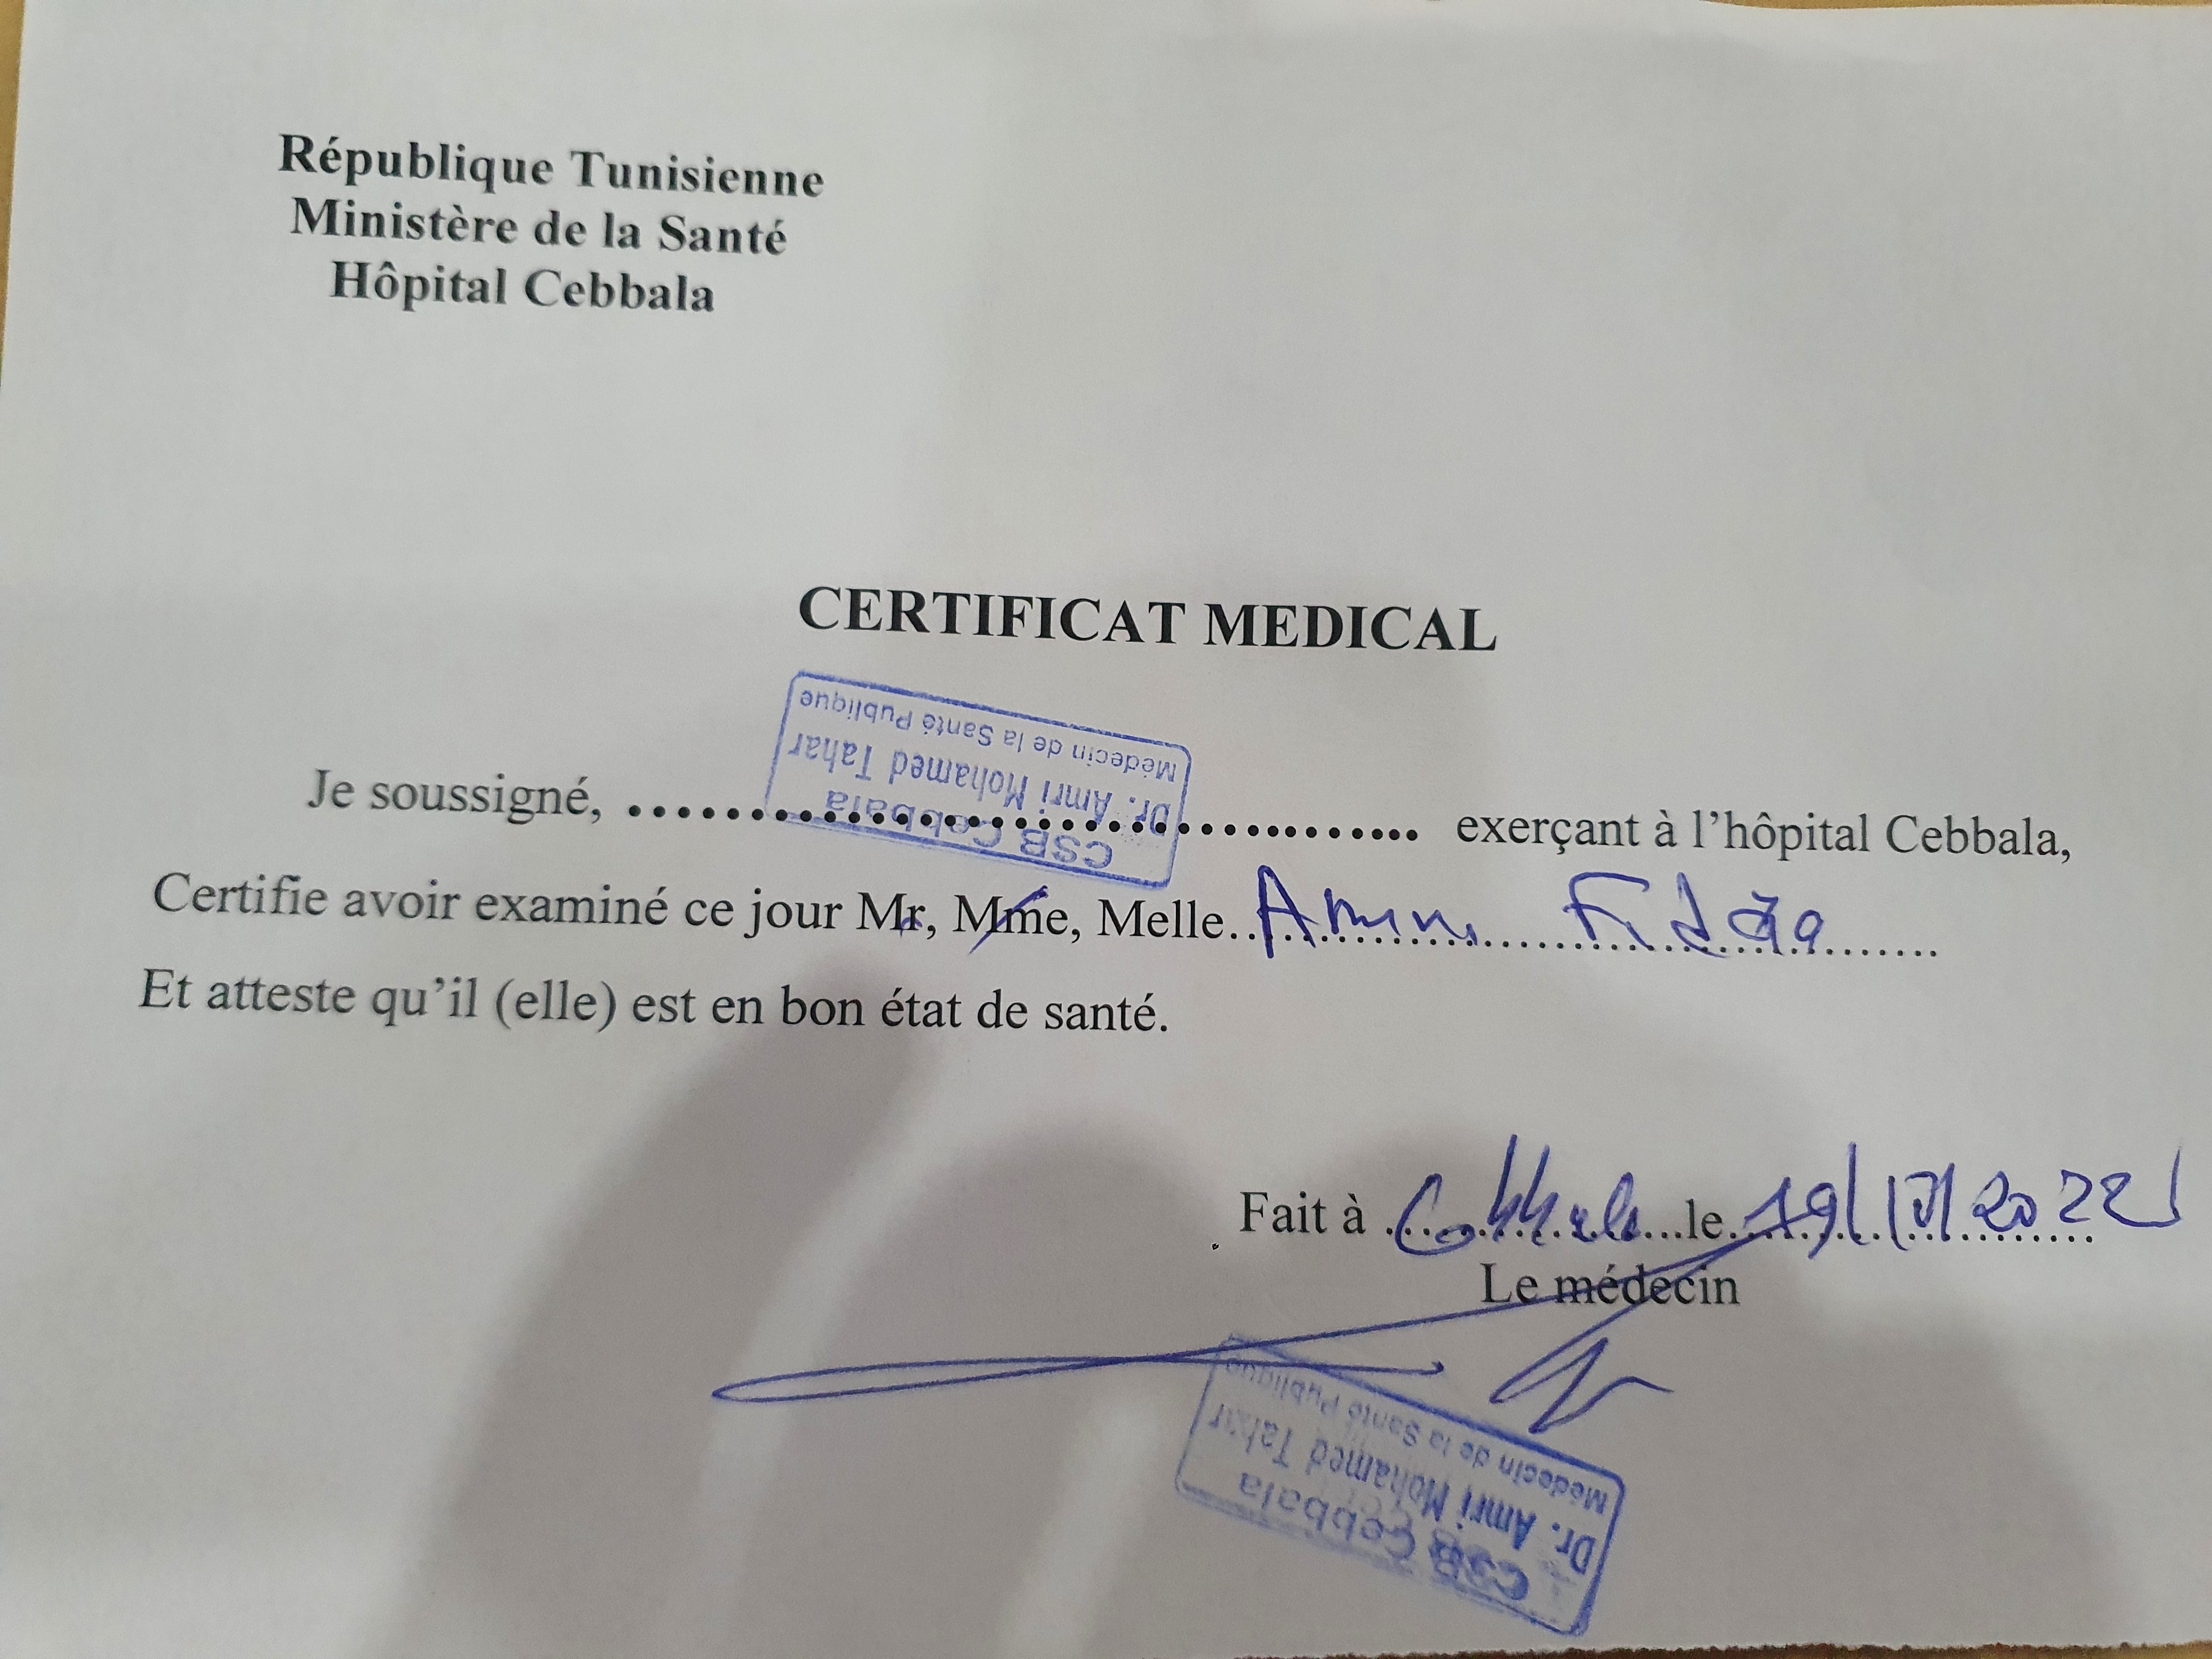 République Tunisienne
Ministère de la Santé
Hôpital Cebbala
CERTIFICAT MEDICAL
CSB Cebbala
Dr. Amri Mohamed Tahar
Médecin de la Santé Publique
Je soussigné, ........................................ exerçant à l'hôpital Cebbala,
Certifie avoir examiné ce jour Mr, Mme, Melle..
Et atteste qu'il (elle) est en bon état de santé.
Fait à Cebbala le 19/ /2022
Le médecin
CSB Cebbala
Dr. Amri Mohamed Tahar
Médecin de la Santé Publique